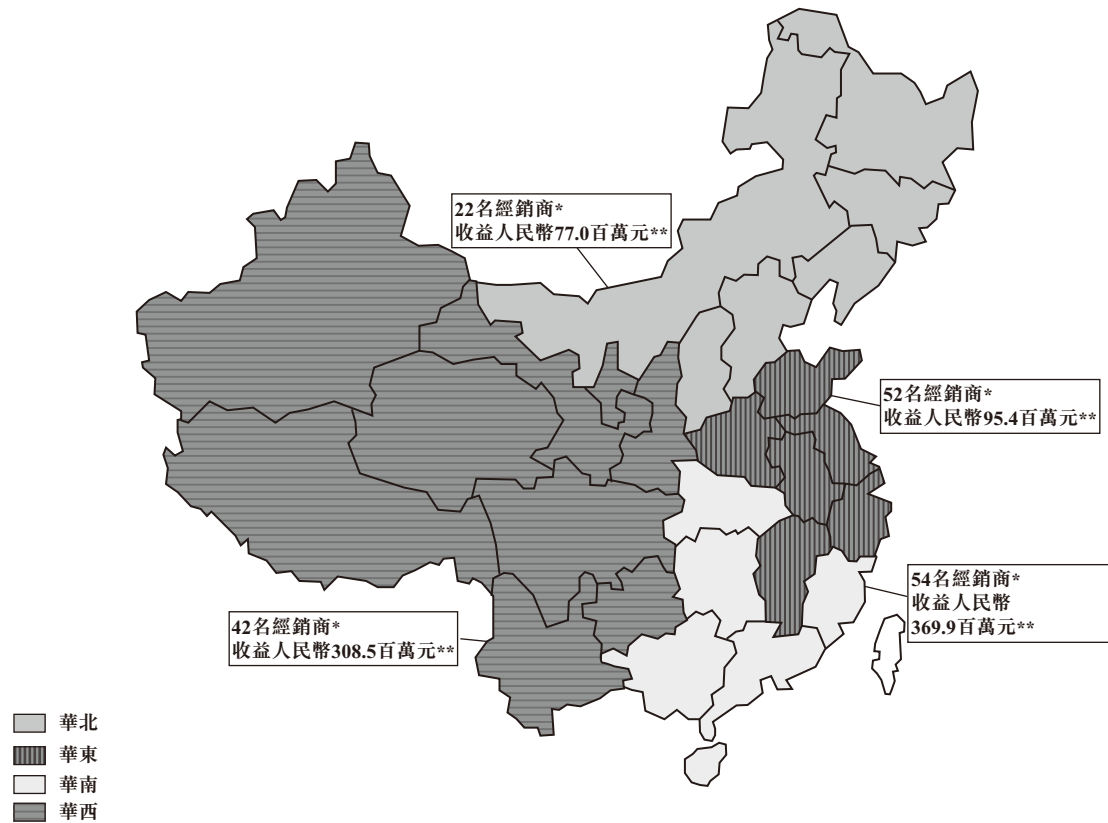 22名經銷商*
收益人民幣77.0百萬元**
52名經銷商*
收益人民幣95.4百萬元**
54名經銷商*
收益人民幣
369.9百萬元**
42名經銷商*
收益人民幣308.5百萬元**
華北
華東
華南
華西